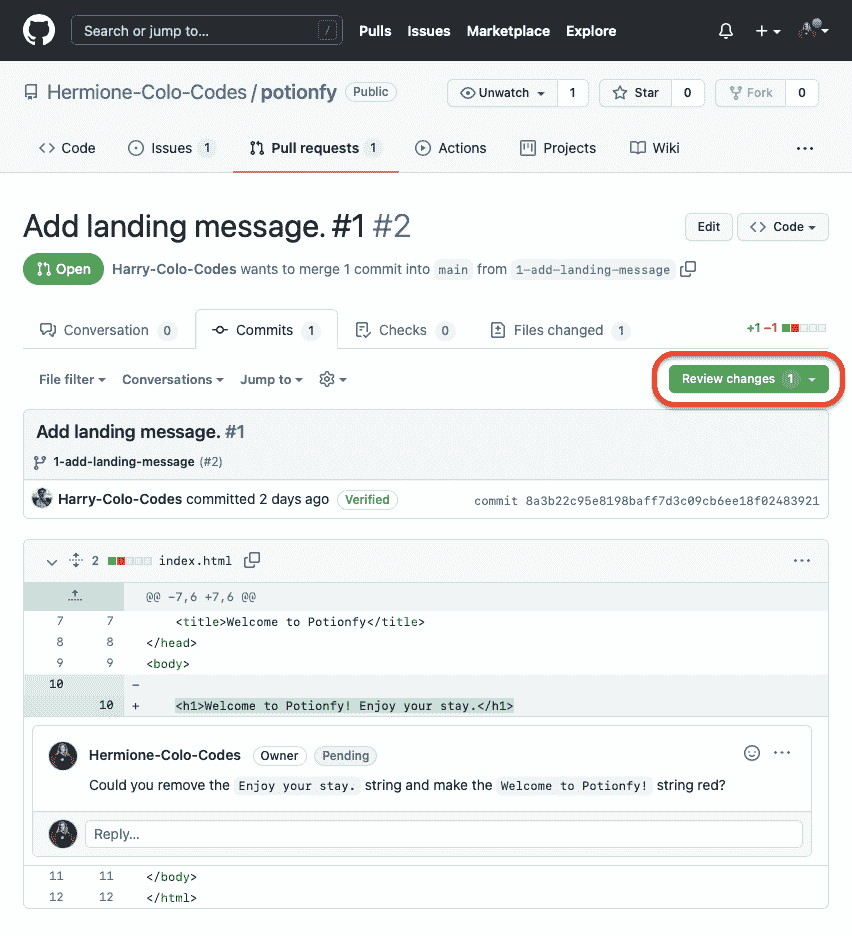 Search or jump to… / Pulls Issues Marketplace Explore
Hermione-Colo-Codes / potionfy Public Unwatch 1 Star 0 Fork 0
Code Issues 1 Pull requests 1 Actions Projects Wiki ...
Add landing message. #1 #2 Edit Code
Open Harry-Colo-Codes wants to merge 1 commit into main from 1-add-landing-message
Conversation 0 Commits 1 Checks 0 Files changed 1 +1 −1
File filter Conversations Jump to Review changes 1
Add landing message. #1
1-add-landing-message (#2)
Harry-Colo-Codes committed 2 days ago Verified commit 8a3b22c95e8198baff7d3c09cb6ee18f02483921
2 index.html ...
@@ -7,6 +7,6 @@
7 7 <title>Welcome to Potionfy</title>
8 8 </head>
9 9 <body>
10 -
10 + <h1>Welcome to Potionfy! Enjoy your stay.</h1>
Hermione-Colo-Codes Owner Pending ...
Could you remove the Enjoy your stay. string and make the Welcome to Potionfy! string red?
Reply...
11 11 </body>
12 12 </html>